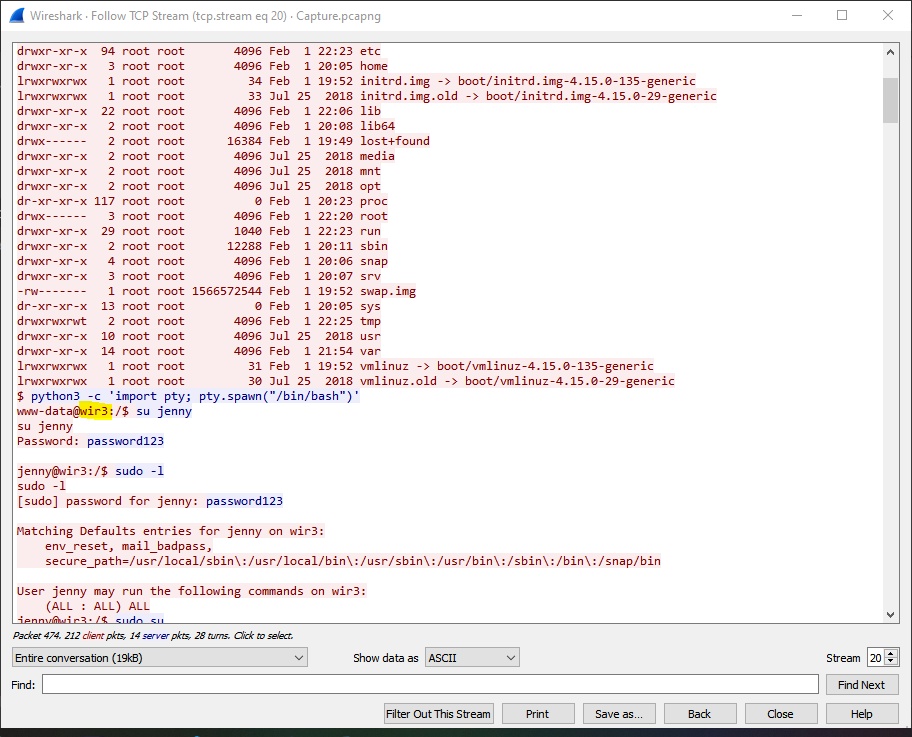 Wireshark · Follow TCP Stream (tcp.stream eq 20) · Capture.pcapng
drwxr-xr-x  94 root root       4096 Feb  1 22:23 etc
drwxr-xr-x   3 root root       4096 Feb  1 20:05 home
lrwxrwxrwx   1 root root         34 Feb  1 19:52 initrd.img -> boot/initrd.img-4.15.0-135-generic
lrwxrwxrwx   1 root root         33 Jul 25  2018 initrd.img.old -> boot/initrd.img-4.15.0-29-generic
drwxr-xr-x  22 root root       4096 Feb  1 22:06 lib
drwxr-xr-x   2 root root       4096 Feb  1 20:08 lib64
drwx------   2 root root      16384 Feb  1 19:49 lost+found
drwxr-xr-x   2 root root       4096 Jul 25  2018 media
drwxr-xr-x   2 root root       4096 Jul 25  2018 mnt
drwxr-xr-x   2 root root       4096 Jul 25  2018 opt
dr-xr-xr-x 117 root root          0 Feb  1 20:23 proc
drwx------   3 root root       4096 Feb  1 22:20 root
drwxr-xr-x  29 root root       1040 Feb  1 22:23 run
drwxr-xr-x   2 root root      12288 Feb  1 20:11 sbin
drwxr-xr-x   4 root root       4096 Feb  1 20:06 snap
drwxr-xr-x   3 root root       4096 Feb  1 20:07 srv
-rw-------   1 root root 1566572544 Feb  1 19:52 swap.img
dr-xr-xr-x  13 root root          0 Feb  1 20:05 sys
drwxrwxrwt   2 root root       4096 Feb  1 22:25 tmp
drwxr-xr-x  10 root root       4096 Jul 25  2018 usr
drwxr-xr-x  14 root root       4096 Feb  1 21:54 var
lrwxrwxrwx   1 root root         31 Feb  1 19:52 vmlinuz -> boot/vmlinuz-4.15.0-135-generic
lrwxrwxrwx   1 root root         30 Jul 25  2018 vmlinuz.old -> boot/vmlinuz-4.15.0-29-generic
$ python3 -c 'import pty; pty.spawn("/bin/bash")'
www-data@wir3:/$ su jenny
su jenny
Password: password123
jenny@wir3:/$ sudo -l
sudo -l
[sudo] password for jenny: password123
Matching Defaults entries for jenny on wir3:
    env_reset, mail_badpass,
    secure_path=/usr/local/sbin\:/usr/local/bin\:/usr/sbin\:/usr/bin\:/sbin\:/bin\:/snap/bin
User jenny may run the following commands on wir3:
    (ALL : ALL) ALL
jenny@wir3:/$ sudo su
Packet 474. 212 client pkts, 14 server pkts, 28 turns. Click to select.
Entire conversation (19kB) Show data as ASCII Stream 20
Find: Find Next
Filter Out This Stream Print Save as... Back Close Help